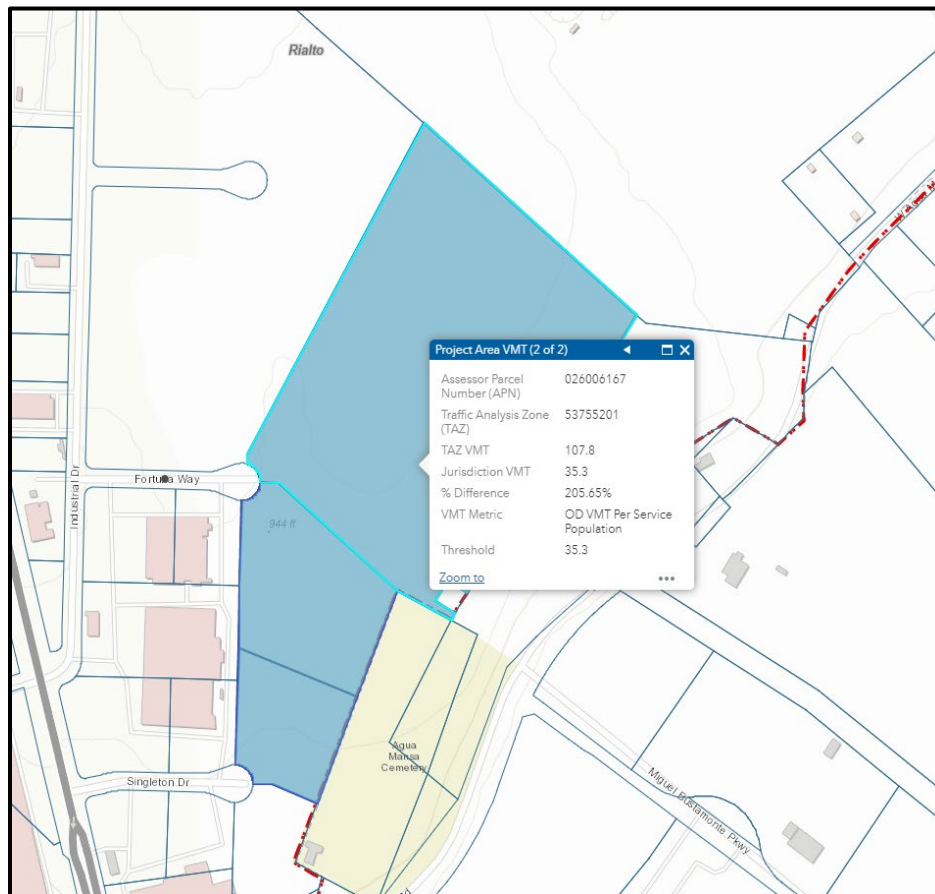 Rialto
Project Area VMT (2 of 2)
Assessor Parcel Number (APN) 026006167
Traffic Analysis Zone (TAZ) 53755201
TAZ VMT 107.8
Jurisdiction VMT 35.3
% Difference 205.65%
VMT Metric OD VMT Per Service Population
Threshold 35.3
Zoom to
Industrial Dr
Fortuna Way
944 ft
Agua
Mansa
Cemetery
Singleton Dr
Miguel Bustamonte Pkwy